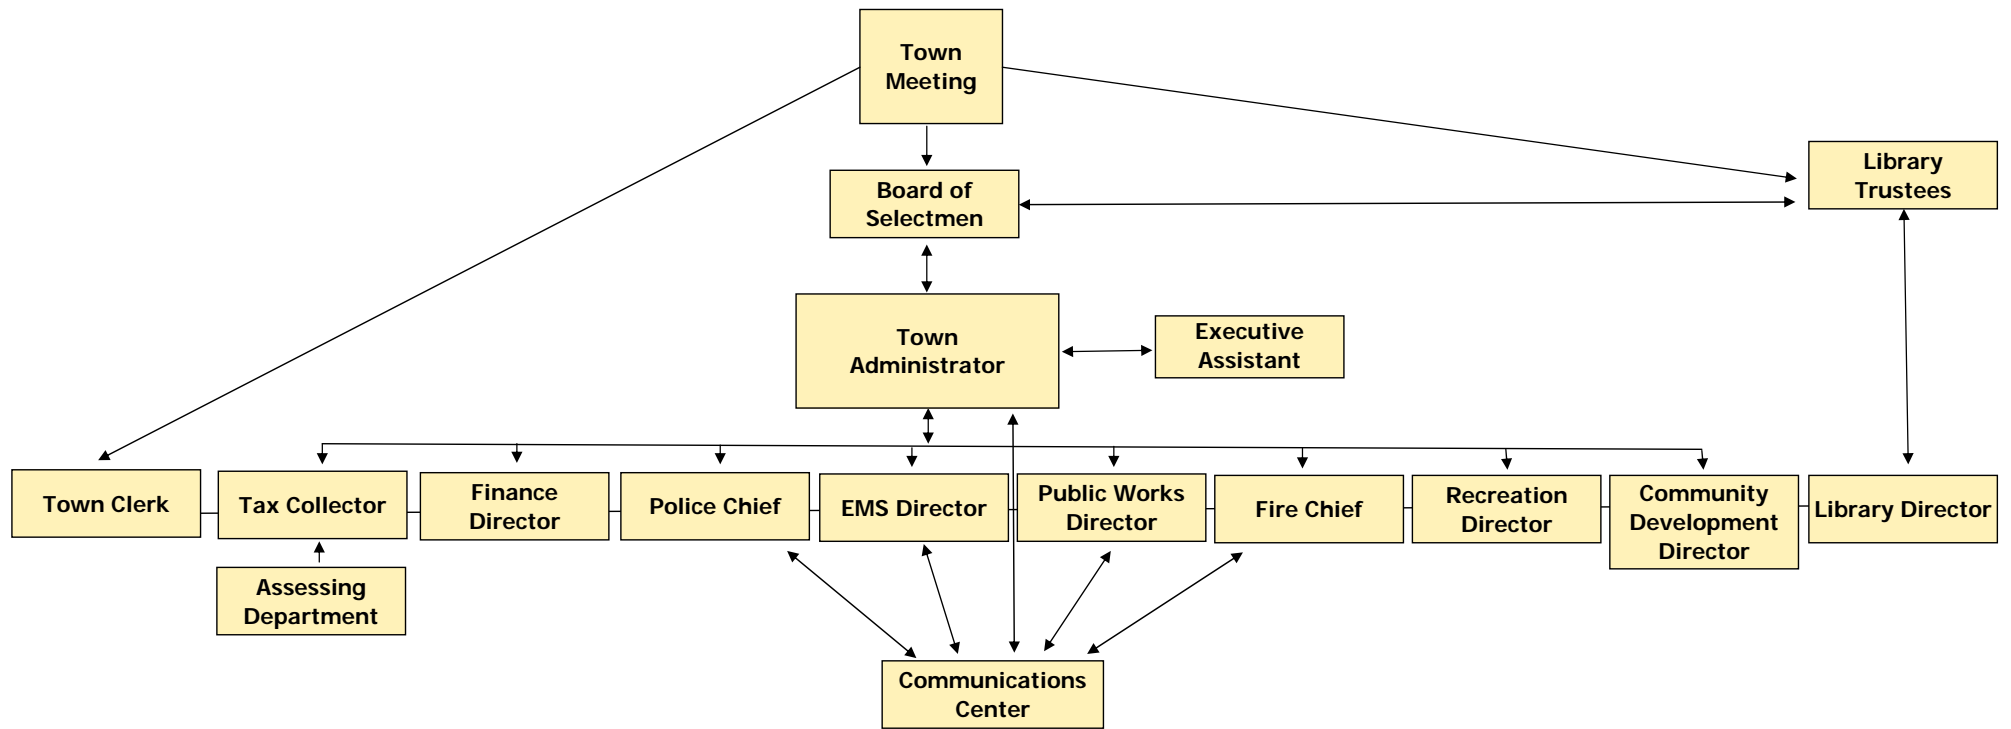 Town
Meeting
Library
Trustees
Board of
Selectmen
Town
Administrator
Executive
Assistant
Town Clerk
Tax Collector
Finance
Director
Police Chief
EMS Director
Public Works
Director
Fire Chief
Recreation
Director
Community
Development
Director
Library Director
Assessing
Department
Communications
Center